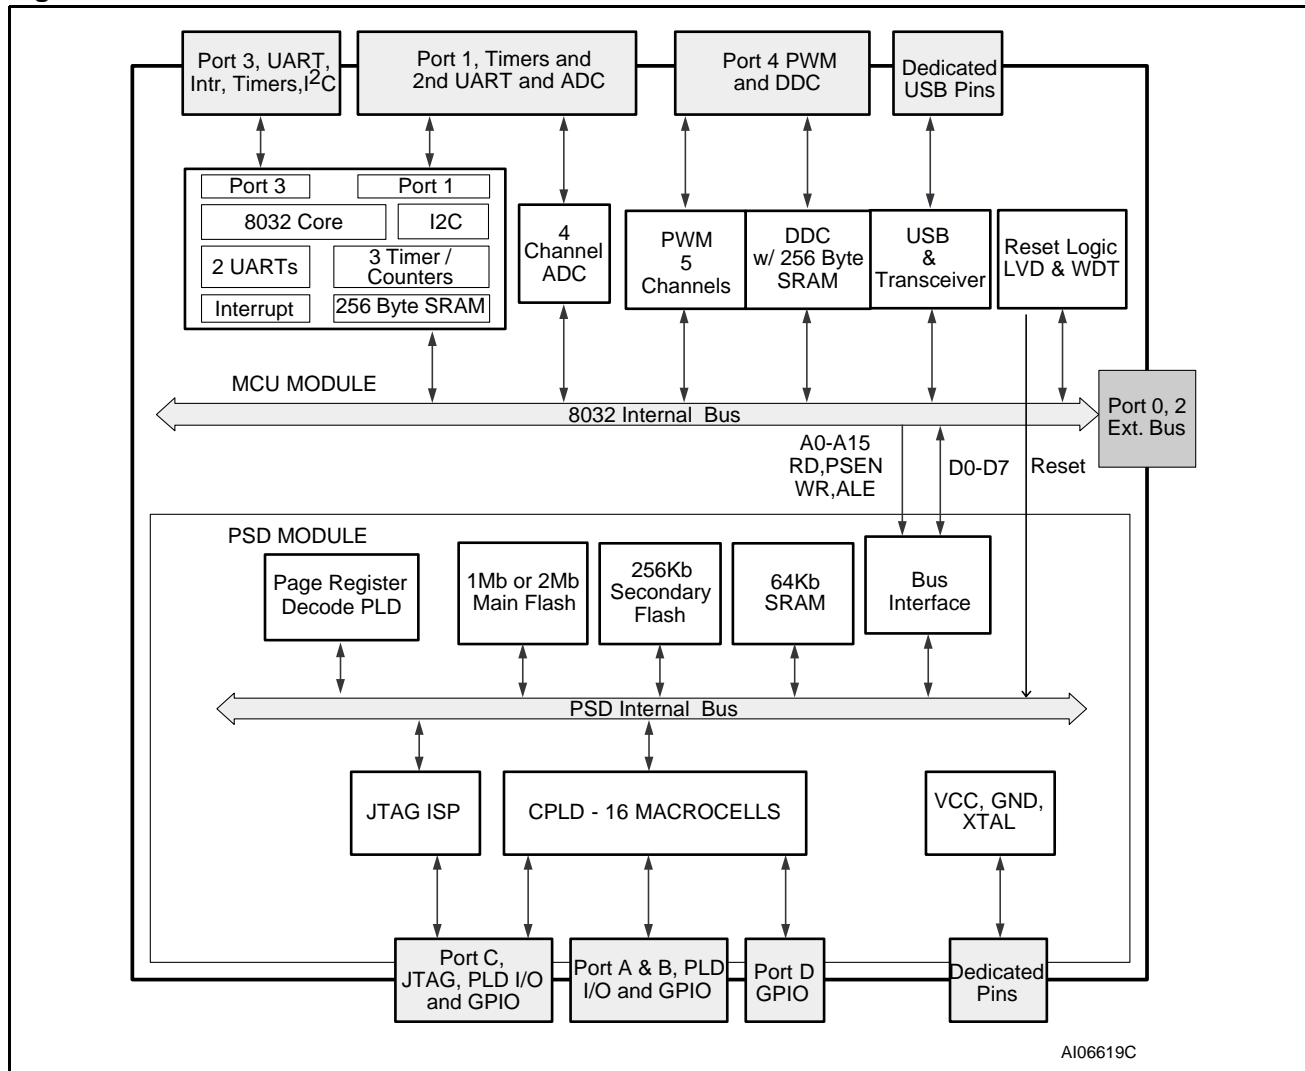 Port 3, UART,
Intr, Timers,I2C
Port 1, Timers and
2nd UART and ADC
Port 4 PWM
and DDC
Dedicated
USB Pins
Port 3
Port 1
8032 Core
I2C
2 UARTs
3 Timer /
Counters
Interrupt
256 Byte SRAM
4
Channel
ADC
PWM
5
Channels
DDC
w/ 256 Byte
SRAM
USB
&
Transceiver
Reset Logic
LVD & WDT
MCU MODULE
8032 Internal Bus
Port 0, 2
Ext. Bus
A0-A15
RD,PSEN
WR,ALE
D0-D7
Reset
PSD MODULE
Page Register
Decode PLD
1Mb or 2Mb
Main Flash
256Kb
Secondary
Flash
64Kb
SRAM
Bus
Interface
PSD Internal Bus
JTAG ISP
CPLD - 16 MACROCELLS
VCC, GND,
XTAL
Port C,
JTAG, PLD I/O
and GPIO
Port A & B, PLD
I/O and GPIO
Port D
GPIO
Dedicated
Pins
AI06619C